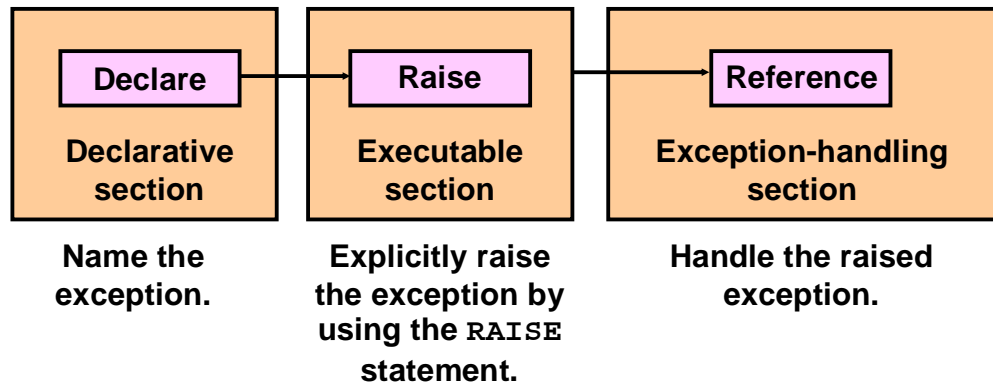 Declare
Declarative
section
Name the
exception.
Raise
Executable
section
Explicitly raise
the exception by
using the RAISE
statement.
Reference
Exception-handling
section
Handle the raised
exception.